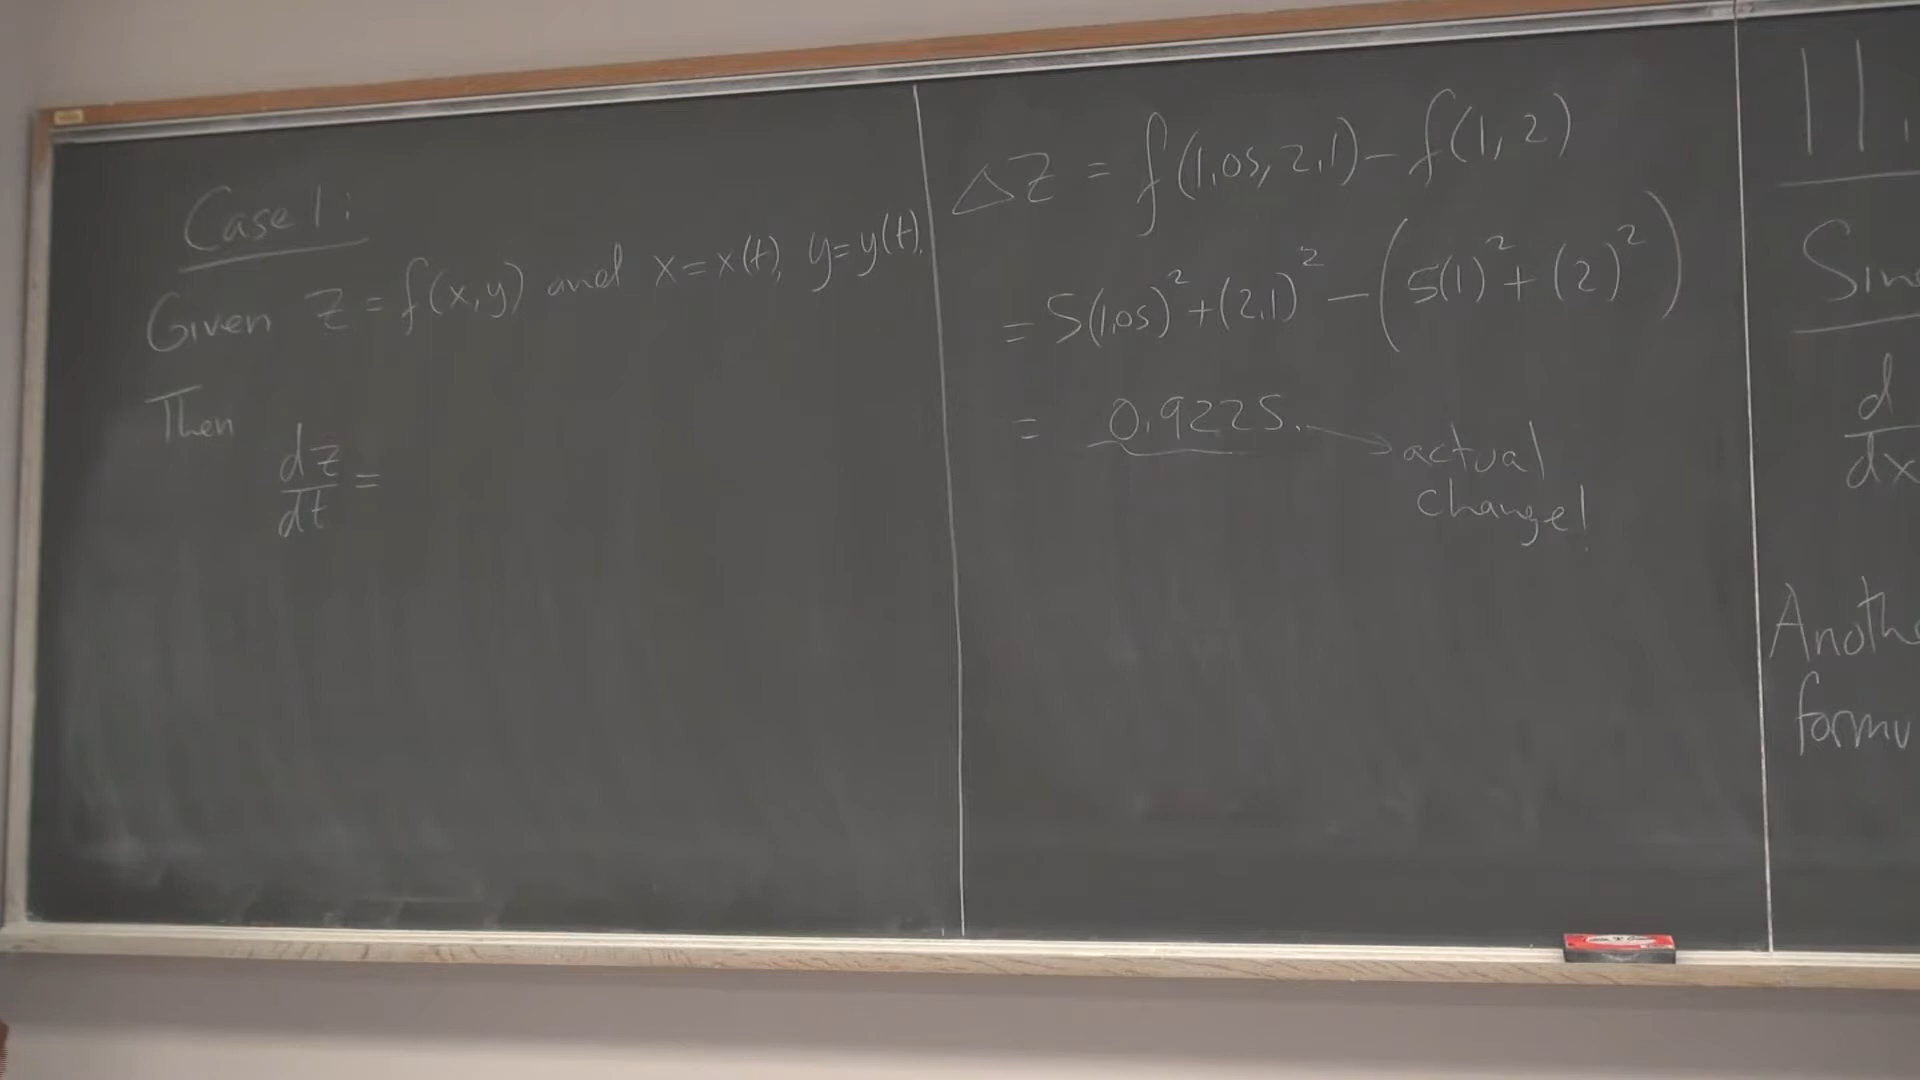 Case 1:
Given z = f(x,y) and x=x(t), y=y(t).
Then
dz/dt =
ΔZ = f(1.05, 2.1) - f(1, 2)
= 5(1.05)² + (2.1)² - (5(1)² + (2)²)
= 0.9225. → actual
change!
11.
Sin
d
dx
Anoth
formu